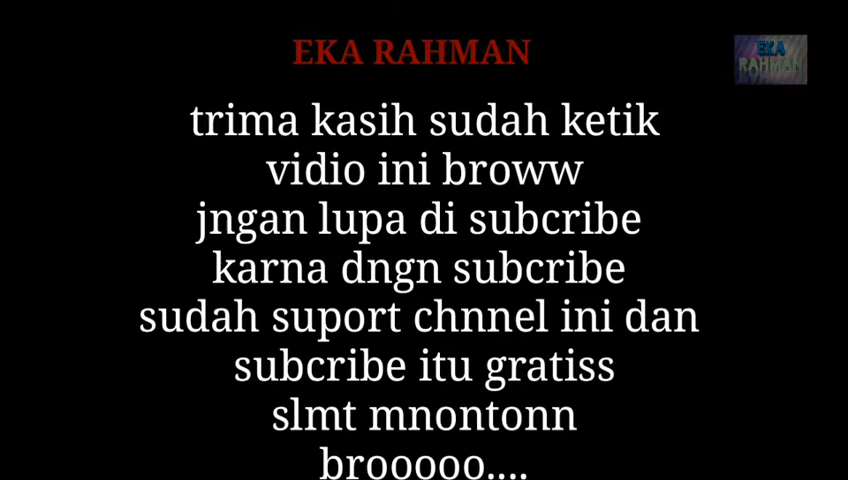 EKA RAHMAN
EKA
RAHMAN
trima kasih sudah ketik
vidio ini broww
jngan lupa di subcribe
karna dngn subcribe
sudah suport chnnel ini dan
subcribe itu gratiss
slmt mnontonn
brooooo....